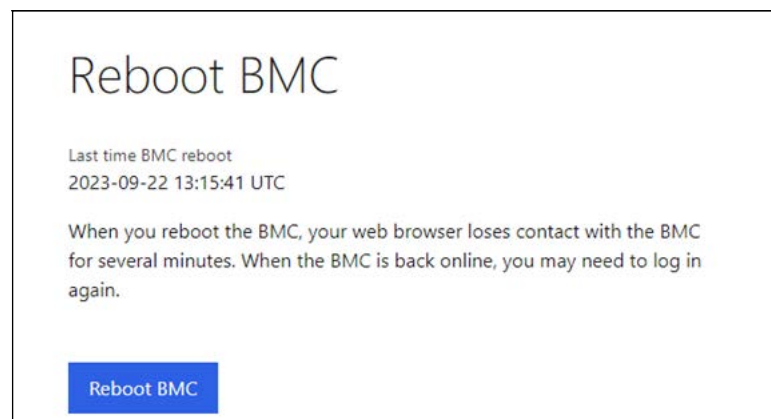 Reboot BMC
Last time BMC reboot
2023-09-22 13:15:41 UTC
When you reboot the BMC, your web browser loses contact with the BMC
for several minutes. When the BMC is back online, you may need to log in
again.
Reboot BMC